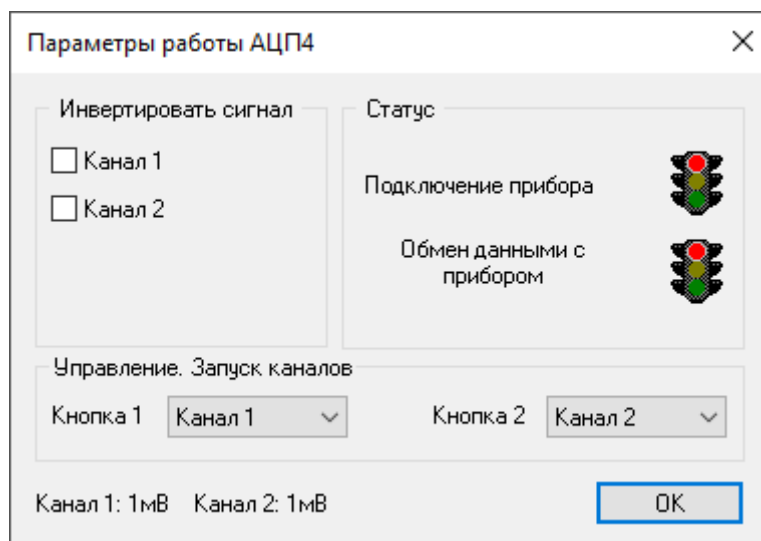 Параметры работы АЦП4
Инвертировать сигнал
Канал 1
Канал 2
Статус
Подключение прибора
Обмен данными с
прибором
Управление. Запуск каналов
Кнопка 1 Канал 1 Кнопка 2 Канал 2
Канал 1: 1мВ Канал 2: 1мВ OK